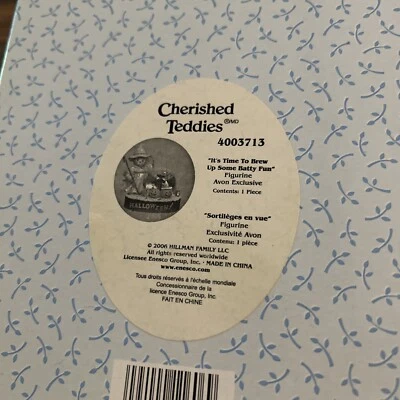 Cherished
Teddies®MD
4003713
"It's Time To Brew
Up Some Batty Fun"
Figurine
Avon Exclusive
Contents: 1 Piece
HALLOWEEN
"Sortilèges en vue"
Figurine
Exclusivité Avon
Contenu: 1 pièce
© 2006 HILLMAN FAMILY LLC
All rights reserved worldwide
Licensee Enesco Group, Inc. • MADE IN CHINA
www.enesco.com
Tous droits réservés à l'échelle mondiale
Concessionnaire de la
licence Enesco Group, Inc.
FAIT EN CHINE